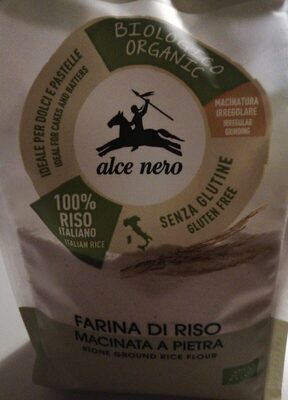 BIOLOGICO
ORGANIC
IDEALE PER DOLCI E PASTELLE
IDEAL FOR CAKES AND BATTERS
MACINATURA
IRREGOLARE
IRREGULAR
GRINDING
alce nero
100%
RISO
ITALIANO
ITALIAN RICE
SENZA GLUTINE
GLUTEN FREE
FARINA DI RISO
MACINATA A PIETRA
STONE GROUND RICE FLOUR